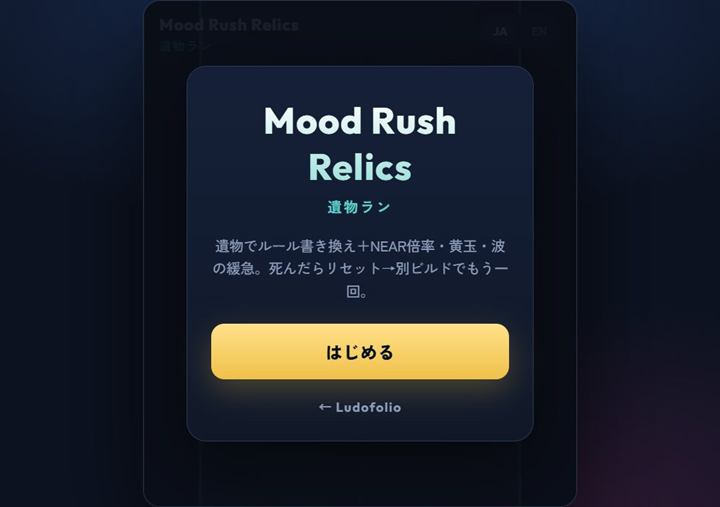 Mood Rush Relics
遺物ラン
JA EN
Mood Rush
Relics
遺物ラン
遺物でルール書き換え＋NEAR倍率・黄玉・波
の緩急。死んだらリセット→別ビルドでもう一
回。
はじめる
← Ludofolio